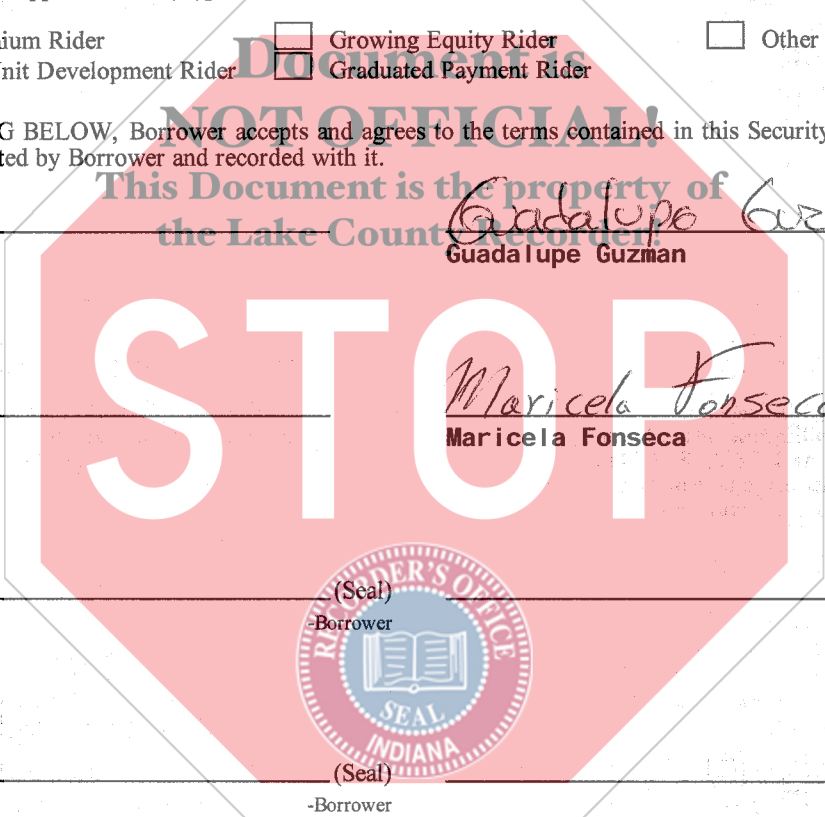 ium Rider Growing Equity Rider Other
nit Development Rider Graduated Payment Rider
Document is
NOT OFFICIAL!
G BELOW, Borrower accepts and agrees to the terms contained in this Security
ted by Borrower and recorded with it.
This Document is the property of
the Lake County Recorder!
Guadalupe Guz
Guadalupe Guzman
STOP
Maricela Fonseca
Maricela Fonseca
(Seal)
-Borrower
RECORDER'S OFFICE
SEAL
INDIANA
(Seal)
-Borrower